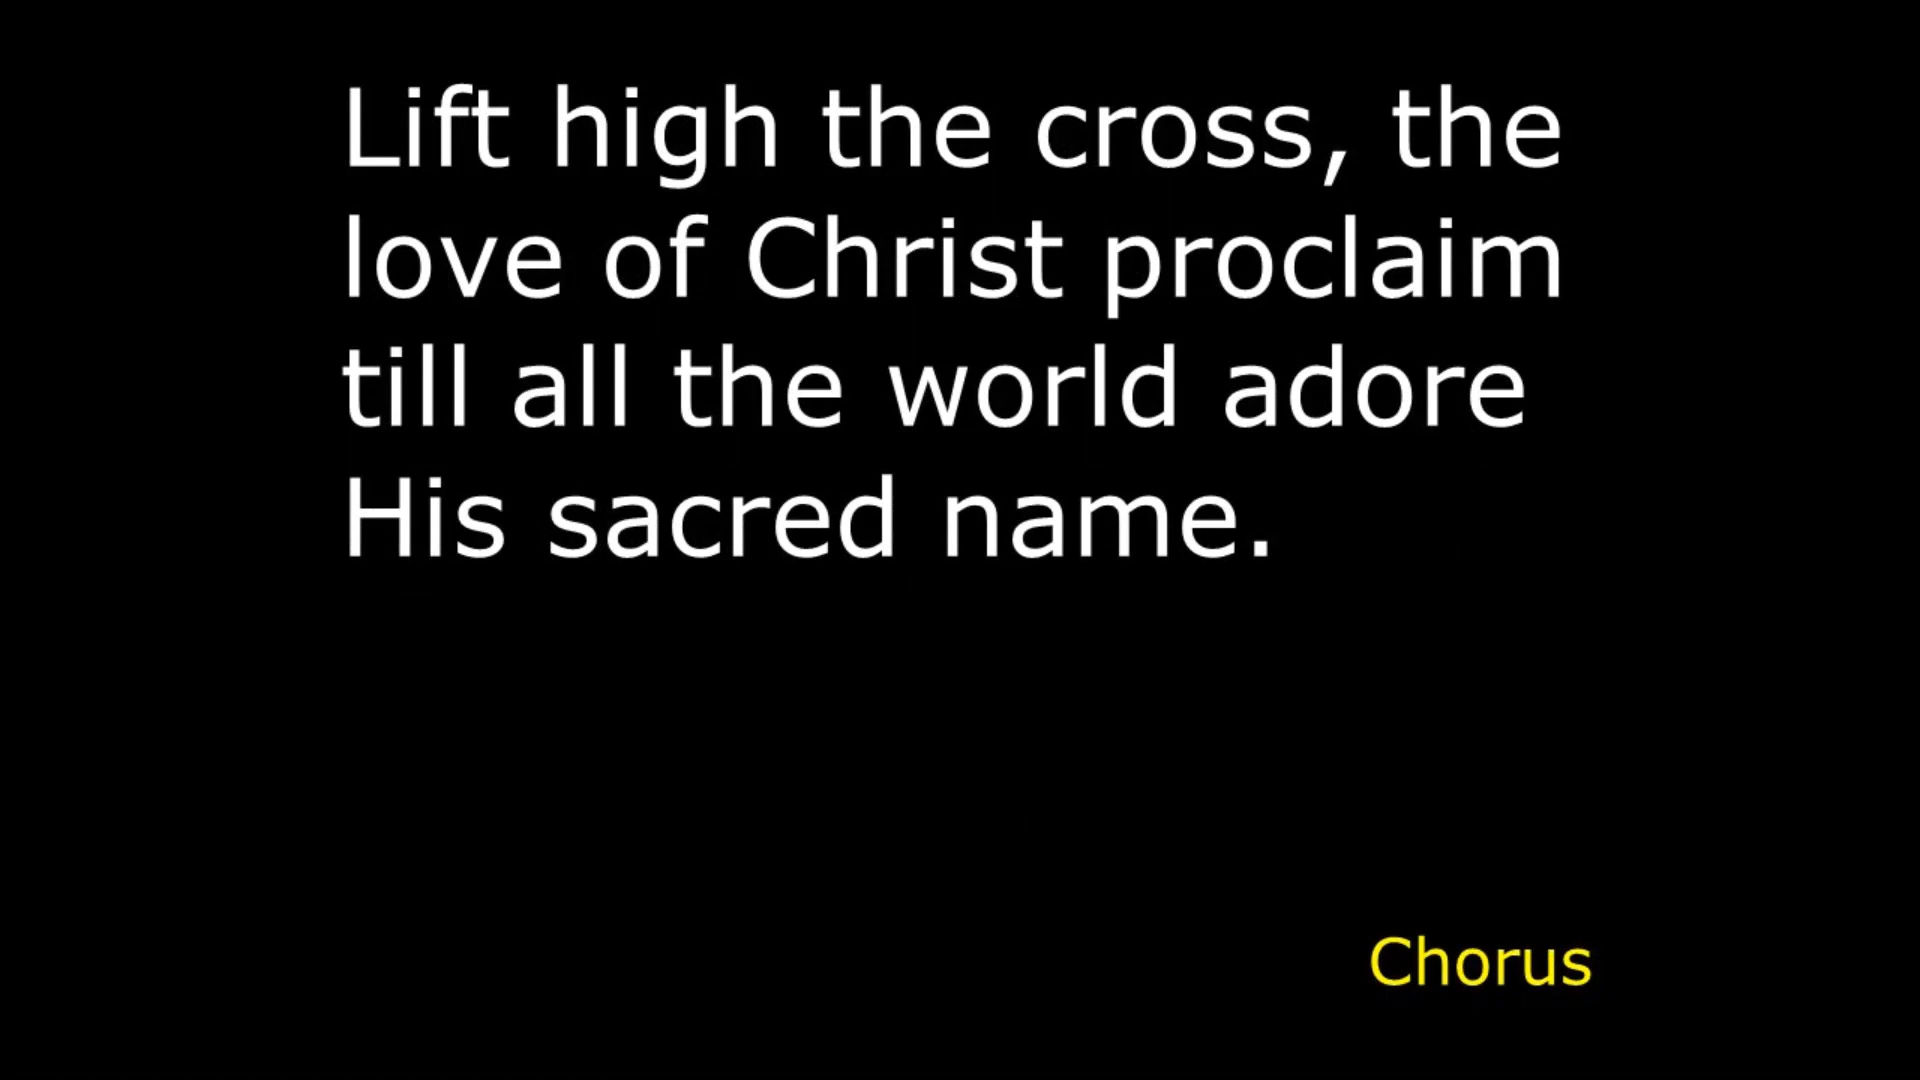 Lift high the cross, the
love of Christ proclaim
till all the world adore
His sacred name.
Chorus